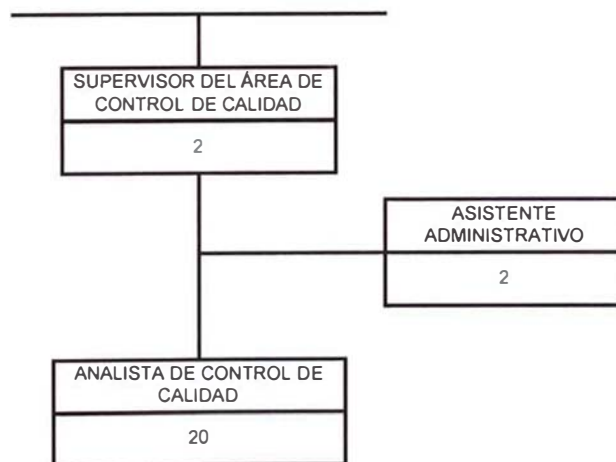 SUPERVISOR DEL ÁREA DE
CONTROL DE CALIDAD
2
ASISTENTE
ADMINISTRATIVO
2
ANALISTA DE CONTROL DE
CALIDAD
20